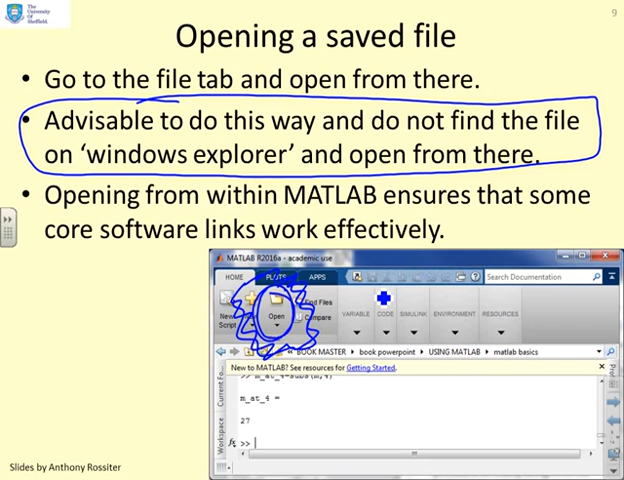 The
University
Of
Sheffield.
9
Opening a saved file
• Go to the file tab and open from there.
• Advisable to do this way and do not find the file
on ‘windows explorer’ and open from there.
• Opening from within MATLAB ensures that some
core software links work effectively.
MATLAB R2016a - academic use
HOME PLOTS APPS
Search Documentation
New
Script
Open
Find Files
Compare
VARIABLE CODE SIMULINK ENVIRONMENT RESOURCES
« BOOK MASTER ▸ book powerpoint ▸ USING MATLAB ▸ matlab basics
New to MATLAB? See resources for Getting Started.
m_at_4 =
27
fx >>
Workspace
Slides by Anthony Rossiter